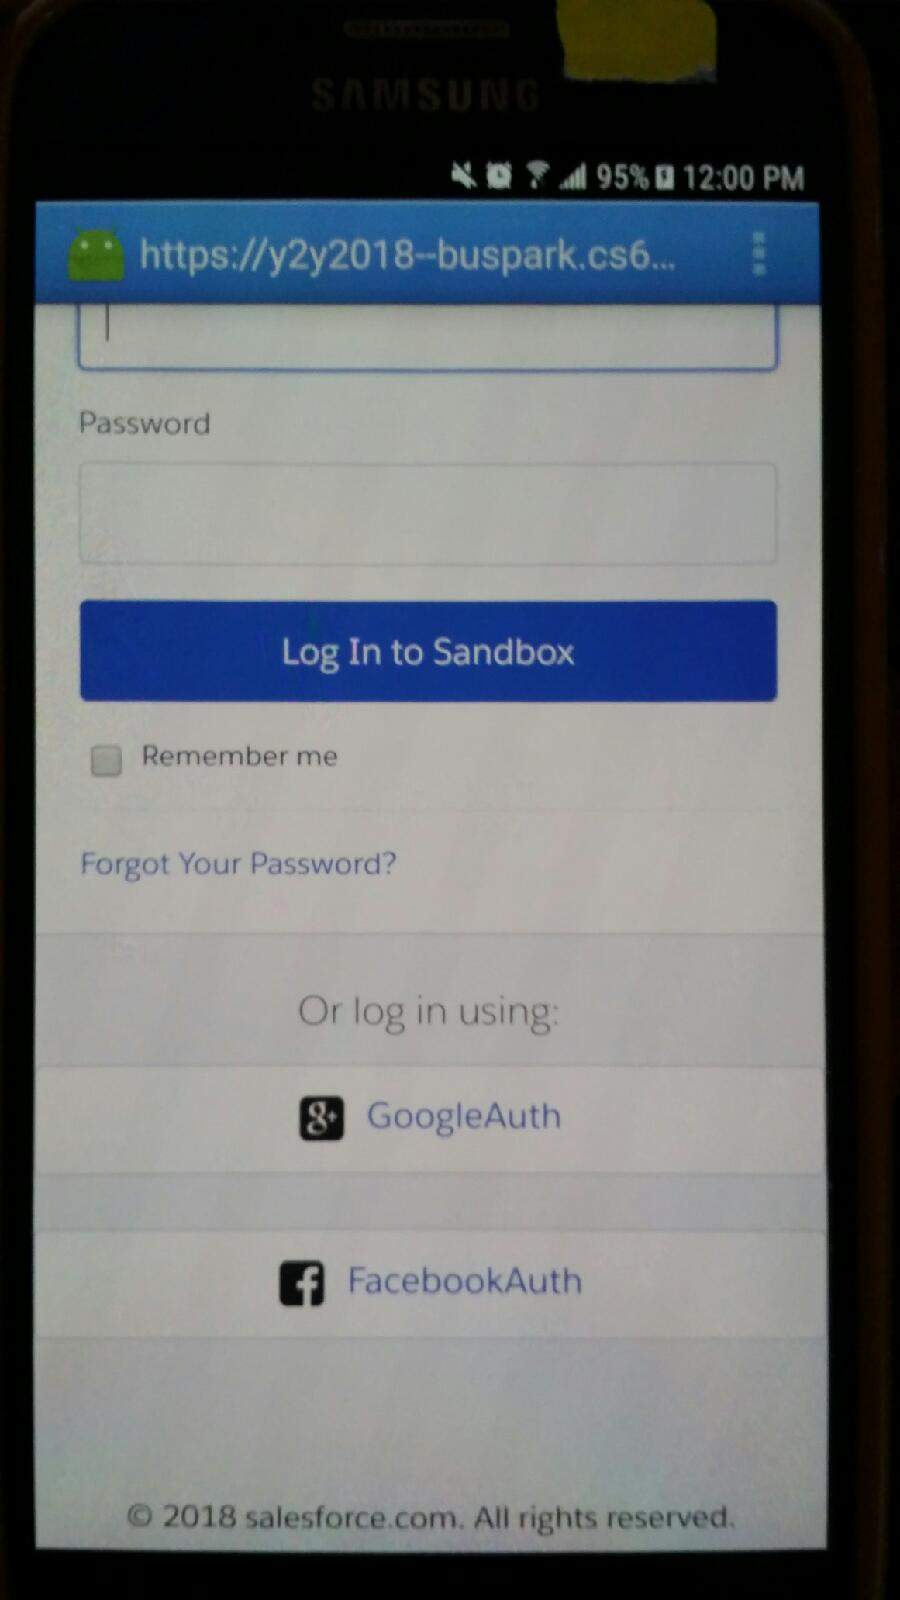 SAMSUNG
95% 12:00 PM
https://y2y2018--buspark.cs6...
Password
Log In to Sandbox
Remember me
Forgot Your Password?
Or log in using:
g+ GoogleAuth
f FacebookAuth
© 2018 salesforce.com. All rights reserved.